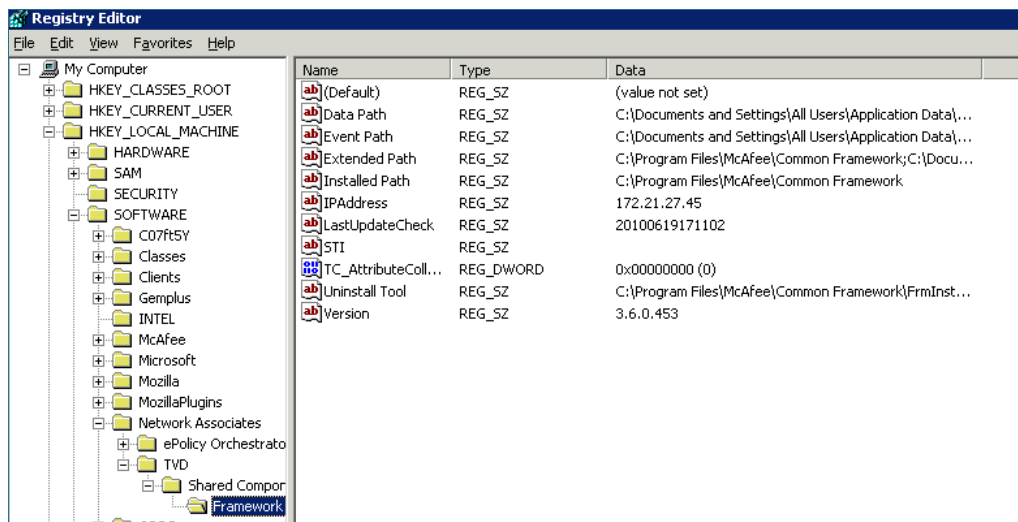 Registry Editor
File Edit View Favorites Help
My Computer
HKEY_CLASSES_ROOT
HKEY_CURRENT_USER
HKEY_LOCAL_MACHINE
HARDWARE
SAM
SECURITY
SOFTWARE
C07ft5Y
Classes
Clients
Gemplus
INTEL
McAfee
Microsoft
Mozilla
MozillaPlugins
Network Associates
ePolicy Orchestrato
TVD
Shared Compor
Framework
Name Type Data
(Default) REG_SZ (value not set)
Data Path REG_SZ C:\Documents and Settings\All Users\Application Data\...
Event Path REG_SZ C:\Documents and Settings\All Users\Application Data\...
Extended Path REG_SZ C:\Program Files\McAfee\Common Framework;C:\Docu...
Installed Path REG_SZ C:\Program Files\McAfee\Common Framework
IPAddress REG_SZ 172.21.27.45
LastUpdateCheck REG_SZ 20100619171102
STI REG_SZ
TC_AttributeColl... REG_DWORD 0x00000000 (0)
Uninstall Tool REG_SZ C:\Program Files\McAfee\Common Framework\FrmInst...
Version REG_SZ 3.6.0.453